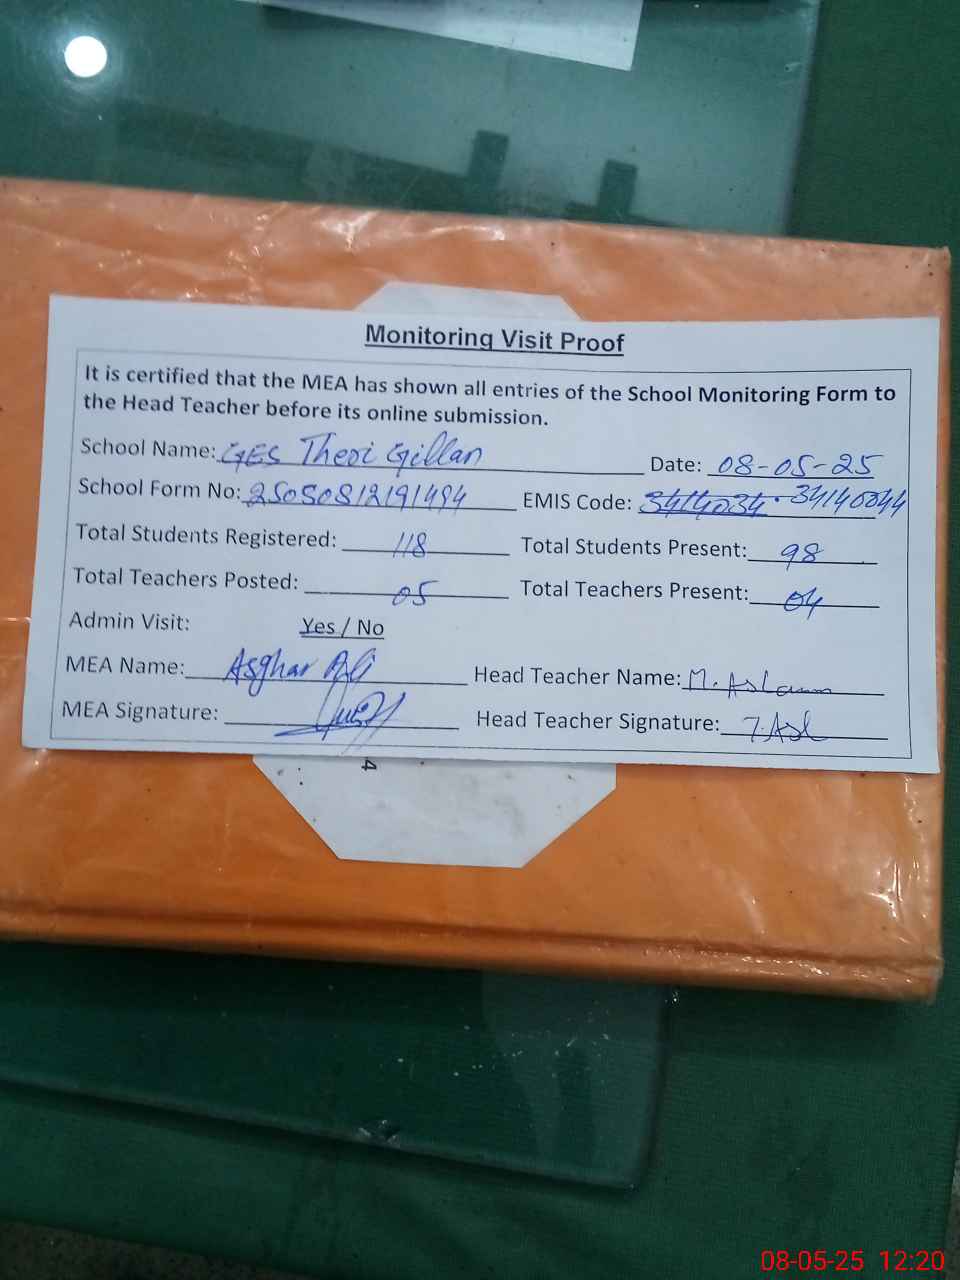 Monitoring Visit Proof
It is certified that the MEA has shown all entries of the School Monitoring Form to
the Head Teacher before its online submission.
School Name: GES Theri Gillan Date: 08-05-25
School Form No: 25050812191494 EMIS Code: 34140344 34140044
Total Students Registered: 118 Total Students Present: 98
Total Teachers Posted: 05 Total Teachers Present: 04
Admin Visit: Yes / No
MEA Name: Asghar Ali Head Teacher Name: M. Aslam
MEA Signature: Head Teacher Signature:
4
08-05-25 12:20